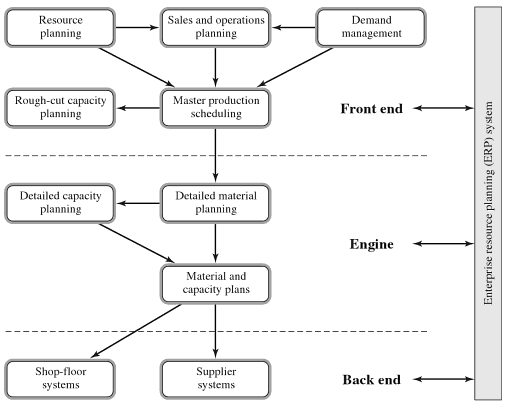 Resource
planning
Sales and operations
planning
Demand
management
Rough-cut capacity
planning
Master production
scheduling
Front end
Detailed capacity
planning
Detailed material
planning
Engine
Material and
capacity plans
Shop-floor
systems
Supplier
systems
Back end
Enterprise resource planning (ERP) system